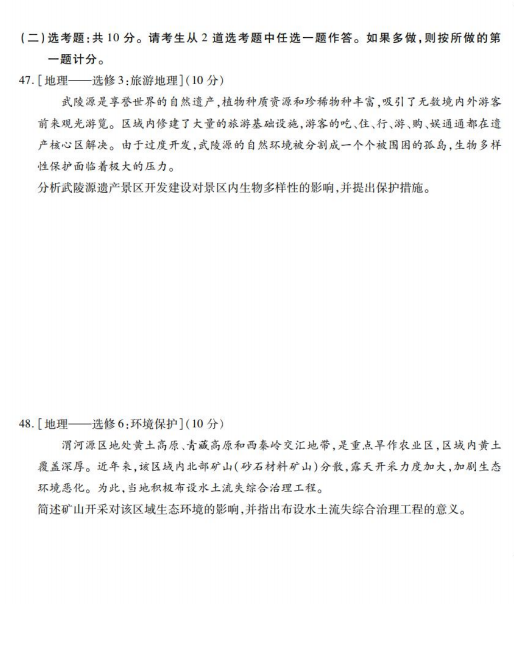 (二)选考题:共 10 分。请考生从 2 道选考题中任选一题作答。如果多做,则按所做的第
一题计分。
47.[地理——选修3:旅游地理](10分)
武陵源是享誉世界的自然遗产,植物种质资源和珍稀物种丰富,吸引了无数境内外游客
前来观光游览。区域内修建了大量的旅游基础设施,游客的吃、住、行、游、购、娱通通都在遗
产核心区解决。由于过度开发,武陵源的自然环境被分割成一个个被围困的孤岛,生物多样
性保护面临着极大的压力。
分析武陵源遗产景区开发建设对景区内生物多样性的影响,并提出保护措施。
48.[地理——选修6:环境保护](10分)
渭河源区地处黄土高原、青藏高原和西秦岭交汇地带,是重点旱作农业区,区域内黄土
覆盖深厚。近年来,该区域内北部矿山(砂石材料矿山)分散,露天开采力度加大,加剧生态
环境恶化。为此,当地积极布设水土流失综合治理工程。
简述矿山开采对该区域生态环境的影响,并指出布设水土流失综合治理工程的意义。